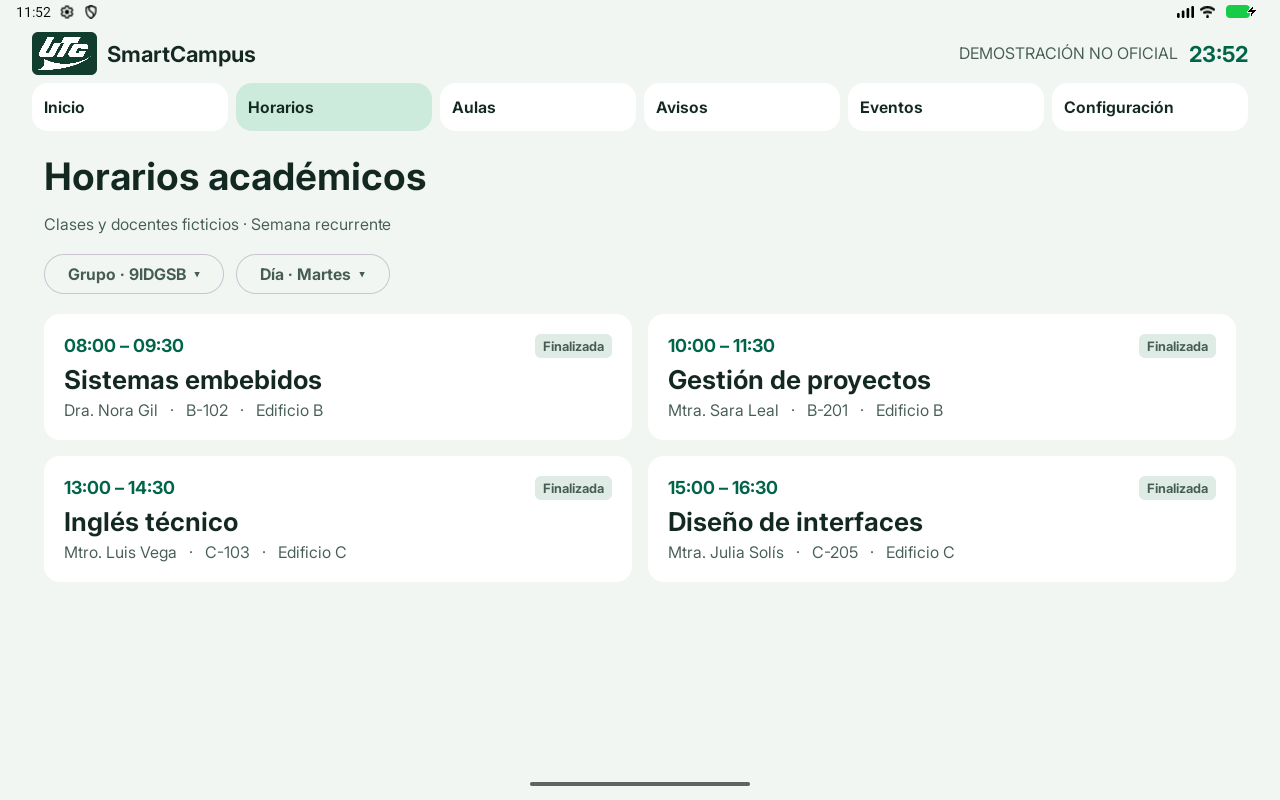 11:52
UTC SmartCampus
DEMOSTRACIÓN NO OFICIAL 23:52
Inicio
Horarios
Aulas
Avisos
Eventos
Configuración
Horarios académicos
Clases y docentes ficticios · Semana recurrente
Grupo · 9IDGSB ▾
Día · Martes ▾
08:00 – 09:30
Finalizada
Sistemas embebidos
Dra. Nora Gil · B-102 · Edificio B
10:00 – 11:30
Finalizada
Gestión de proyectos
Mtra. Sara Leal · B-201 · Edificio B
13:00 – 14:30
Finalizada
Inglés técnico
Mtro. Luis Vega · C-103 · Edificio C
15:00 – 16:30
Finalizada
Diseño de interfaces
Mtra. Julia Solís · C-205 · Edificio C